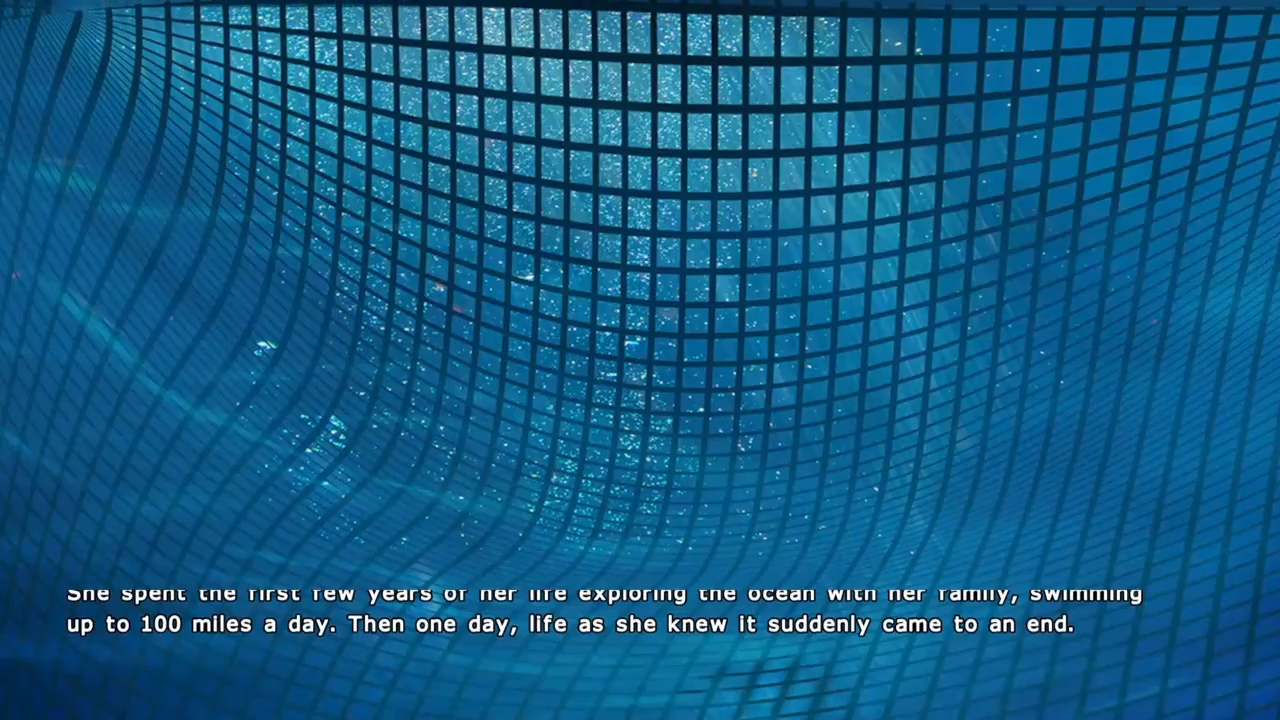 She spent the first few years of her life exploring the ocean with her family, swimming
up to 100 miles a day. Then one day, life as she knew it suddenly came to an end.